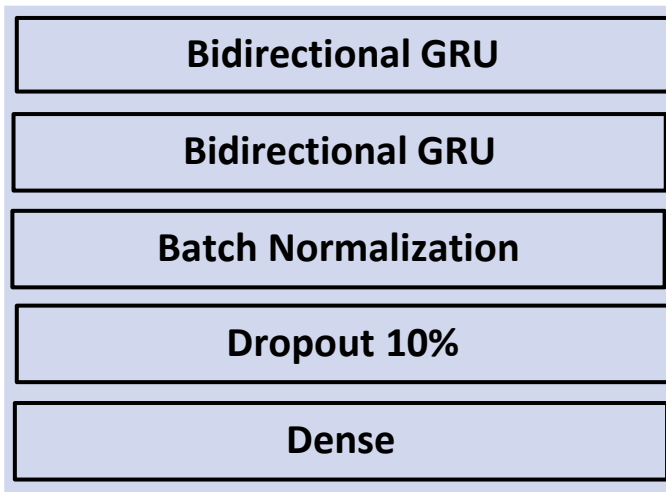 Bidirectional GRU
Bidirectional GRU
Batch Normalization
Dropout 10%
Dense